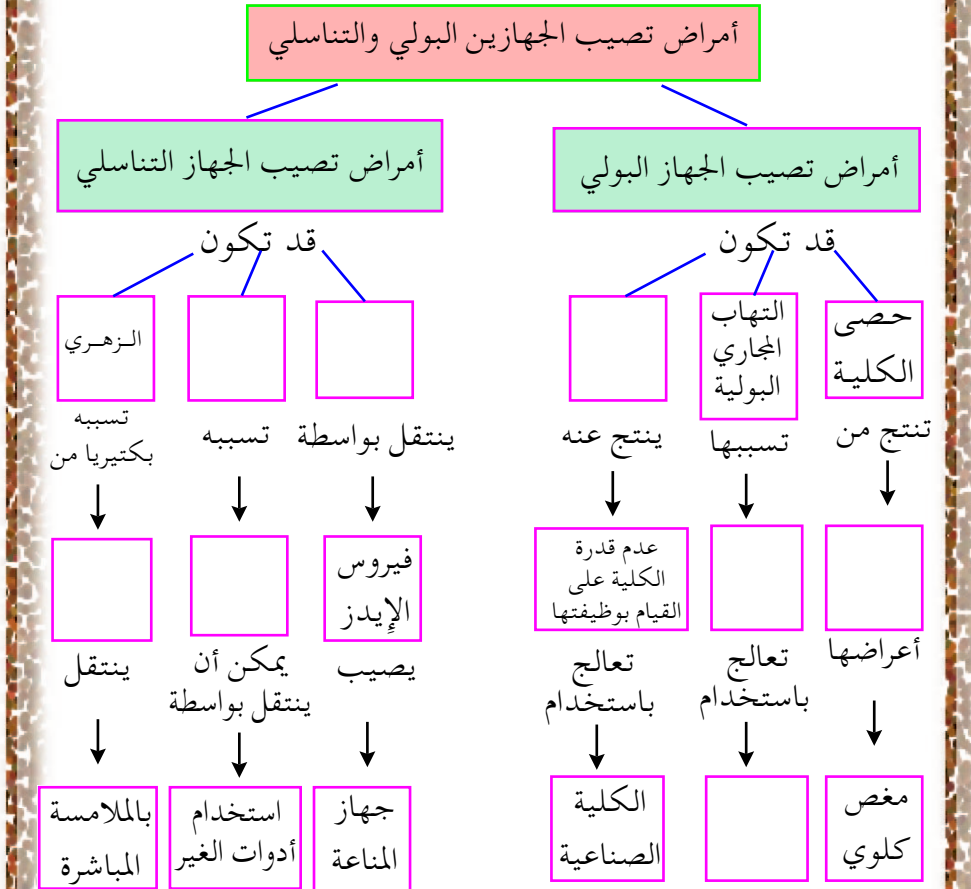 أمراض تصيب الجهازين البولي والتناسلي
أمراض تصيب الجهاز البولي
أمراض تصيب الجهاز التناسلي
قد تكون
قد تكون
حصى
الكلية
التهاب
المجاري
البولية
الزهري
تنتج من
تسببها
ينتج عنه
ينتقل بواسطة
تسببه
تسببه
بكتيريا من
عدم قدرة
الكلية على
القيام بوظيفتها
فيروس
الإيدز
أعراضها
تعالج
باستخدام
تعالج
باستخدام
يصيب
يمكن أن
ينتقل بواسطة
ينتقل
مغص
كلوي
الكلية
الصناعية
جهاز
المناعة
استخدام
أدوات الغير
بالملامسة
المباشرة